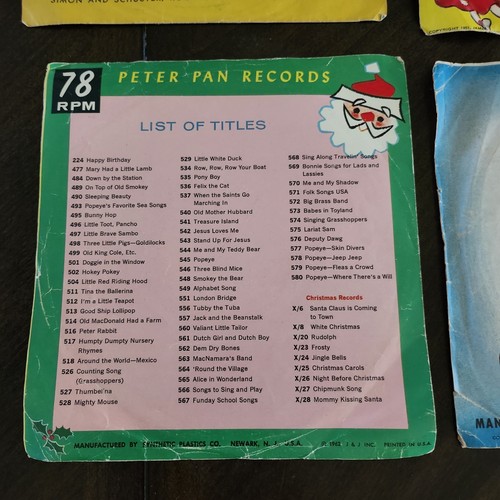 SIMON AND SCHUSTER,
COPYRIGHT
78
RPM
PETER PAN RECORDS
LIST OF TITLES
224 Happy Birthday
477 Mary Had a Little Lamb
484 Down by the Station
489 On Top of Old Smokey
490 Sleeping Beauty
493 Popeye's Favorite Sea Songs
495 Bunny Hop
496 Little Toot, Pancho
497 Little Brave Sambo
498 Three Little Pigs—Goldilocks
499 Old King Cole, Etc.
501 Doggie in the Window
502 Hokey Pokey
504 Little Red Riding Hood
511 Tina the Ballerina
512 I'm a Little Teapot
513 Good Ship Lollipop
514 Old MacDonald Had a Farm
516 Peter Rabbit
517 Humpty Dumpty Nursery
Rhymes
518 Around the World—Mexico
526 Counting Song
(Grasshoppers)
527 Thumbel'na
528 Mighty Mouse
529 Little White Duck
534 Row, Row, Row Your Boat
535 Pony Boy
536 Felix the Cat
537 When the Saints Go
Marching In
540 Old Mother Hubbard
541 Treasure Island
542 Jesus Loves Me
543 Stand Up For Jesus
544 Me and My Teddy Bear
545 Popeye
546 Three Blind Mice
548 Smokey the Bear
549 Alphabet Song
551 London Bridge
556 Tubby the Tuba
557 Jack and the Beanstalk
560 Valiant Little Tailor
561 Dutch Girl and Dutch Boy
562 Dem Dry Bones
563 MacNamara's Band
564 'Round the Village
565 Alice in Wonderland
566 Songs to Sing and Play
567 Funday School Songs
568 Sing Along Travelin' Songs
569 Bonnie Songs for Lads and
Lassies
570 Me and My Shadow
571 Folk Songs USA
572 Big Brass Band
573 Babes in Toyland
574 Singing Grasshoppers
575 Lariat Sam
576 Deputy Dawg
577 Popeye—Skin Divers
578 Popeye—Jeep Jeep
579 Popeye—Fleas a Crowd
580 Popeye—Where There's a Will
Christmas Records
X/6 Santa Claus is Coming
to Town
X/8 White Christmas
X/20 Rudolph
X/23 Frosty
X/24 Jingle Bells
X/25 Christmas Carols
X/26 Night Before Christmas
X/27 Chipmunk Song
X/28 Mommy Kissing Santa
MANUFACTURED BY SYNTHETIC PLASTICS CO. NEWARK, N. J., U.S.A. © 1962 J & J INC. PRINTED IN U.S.A.
MAN